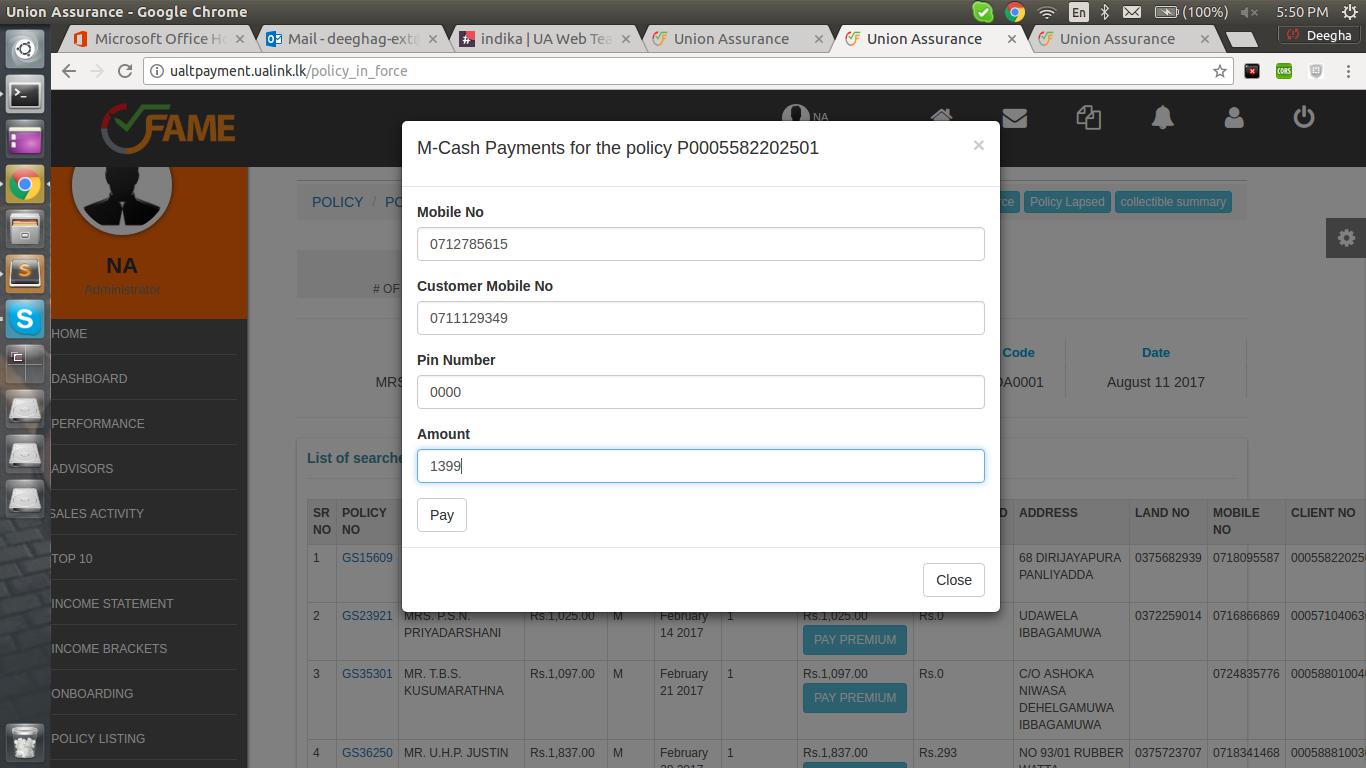 Union Assurance - Google Chrome
En
(100%)
5:50 PM
Deegha
Microsoft Office Ho
Mail - deeghag-ext@
indika | UA Web Tea
Union Assurance
Union Assurance
Union Assurance
ualtpayment.ualink.lk/policy_in_force
CORS
FAME
NA
M-Cash Payments for the policy P0005582202501
×
POLICY / PO
Policy Lapsed
collectible summary
Mobile No
0712785615
NA
Administrator
# OF
Customer Mobile No
0711129349
HOME
DASHBOARD
PERFORMANCE
ADVISORS
SALES ACTIVITY
TOP 10
INCOME STATEMENT
INCOME BRACKETS
ONBOARDING
POLICY LISTING
Code
Date
MRS
DA0001
August 11 2017
Pin Number
0000
Amount
1399
Pay
Close
List of searche
SR NO
POLICY NO
ADDRESS
LAND NO
MOBILE NO
CLIENT NO
1
GS15609
68 DIRIJAYAPURA
PANLIYADDA
0375682939
0718095587
000558220250
2
GS23921
MRS. P.S.N.
PRIYADARSHANI
Rs.1,025.00
M
February
14 2017
1
Rs.1,025.00
PAY PREMIUM
Rs.0
UDAWELA
IBBAGAMUWA
0372259014
0716866869
000571040630
3
GS35301
MR. T.B.S.
KUSUMARATHNA
Rs.1,097.00
M
February
21 2017
1
Rs.1,097.00
PAY PREMIUM
Rs.0
C/O ASHOKA
NIWASA
DEHELGAMUWA
IBBAGAMUWA
0724835776
000588010040
4
GS36250
MR. U.H.P. JUSTIN
Rs.1,837.00
M
February
1
Rs.1,837.00
Rs.293
NO 93/01 RUBBER
WATTA
0375723707
0718341468
000588810030